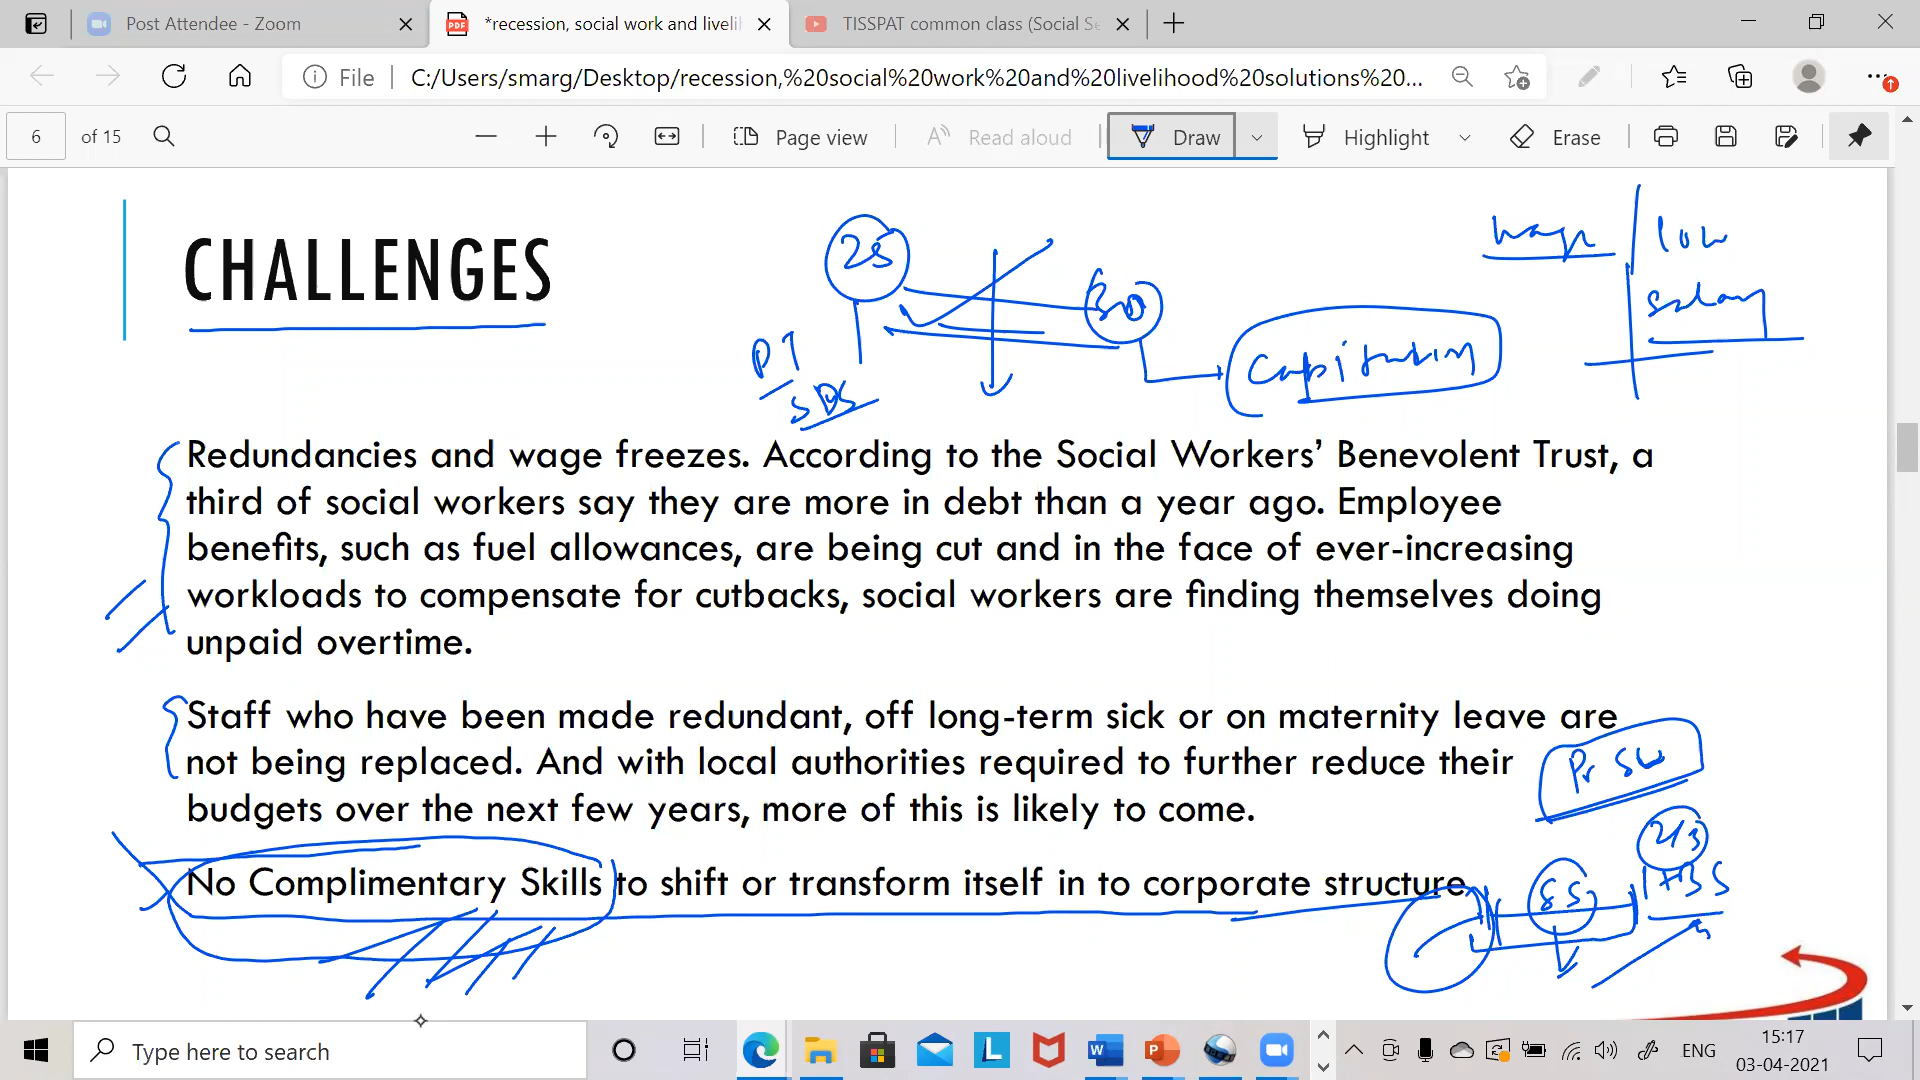 Post Attendee - Zoom
*recession, social work and liveli
TISSPAT common class (Social Se
File
C:/Users/smarg/Desktop/recession,%20social%20work%20and%20livelihood%20solutions%20...
6 of 15
Page view
Read aloud
Draw
Highlight
Erase
CHALLENGES
25
30
wage
low
salary
Capitalism
Redundancies and wage freezes. According to the Social Workers’ Benevolent Trust, a
third of social workers say they are more in debt than a year ago. Employee
benefits, such as fuel allowances, are being cut and in the face of ever-increasing
workloads to compensate for cutbacks, social workers are finding themselves doing
unpaid overtime.
Staff who have been made redundant, off long-term sick or on maternity leave are
not being replaced. And with local authorities required to further reduce their
budgets over the next few years, more of this is likely to come.
Pr SW
2/3
No Complimentary Skills to shift or transform itself in to corporate structure.
Type here to search
ENG
15:17
03-04-2021